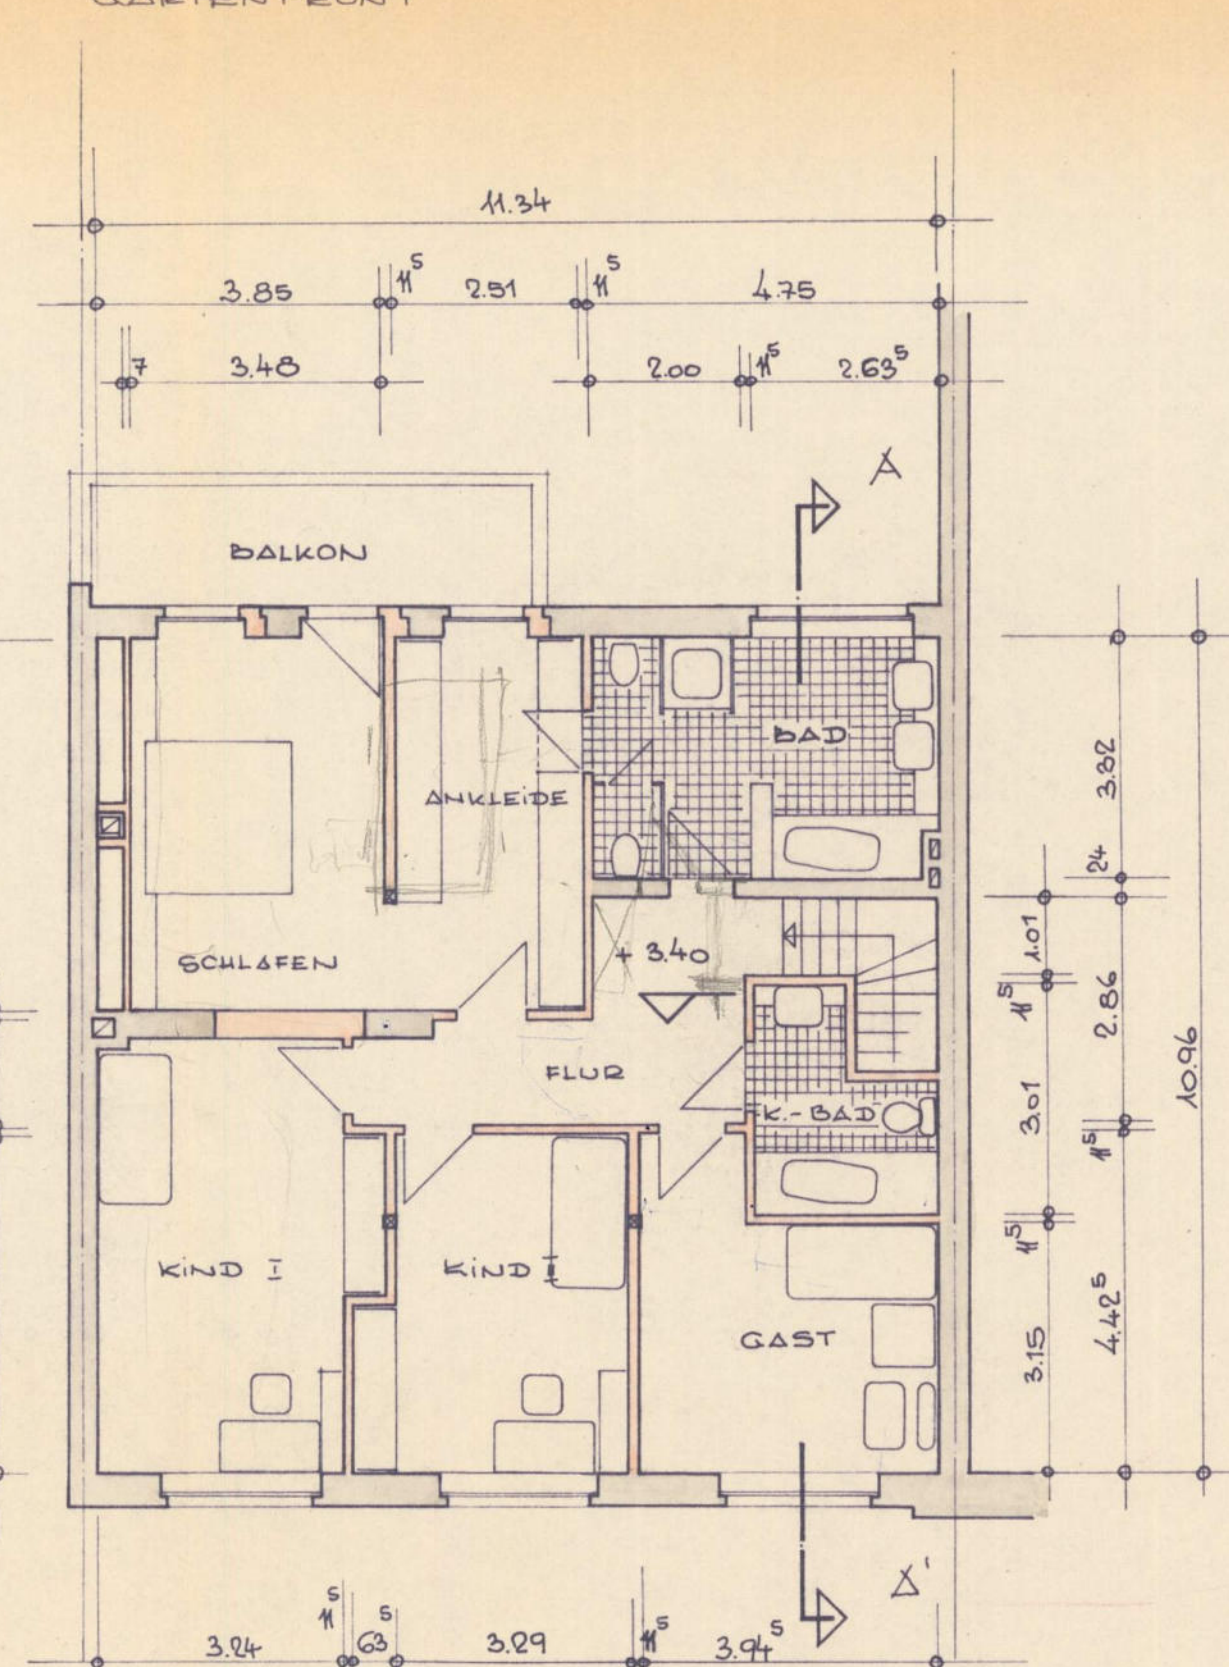 GARTENFRONT
11.34
3.85 11⁵ 2.51 11⁵ 4.75
7 3.48 2.00 11⁵ 2.63⁵
A
BALKON
BAD
ANKLEIDE
3.32
24
SCHLAFEN
+ 3.40
1.01
11⁵
2.86
FLUR
K.-BAD
3.01
11⁵
10.96
KIND I
KIND II
11⁵
GAST
3.15
4.42⁵
A'
3.24 11⁵ 63⁵ 3.29 11⁵ 3.94⁵